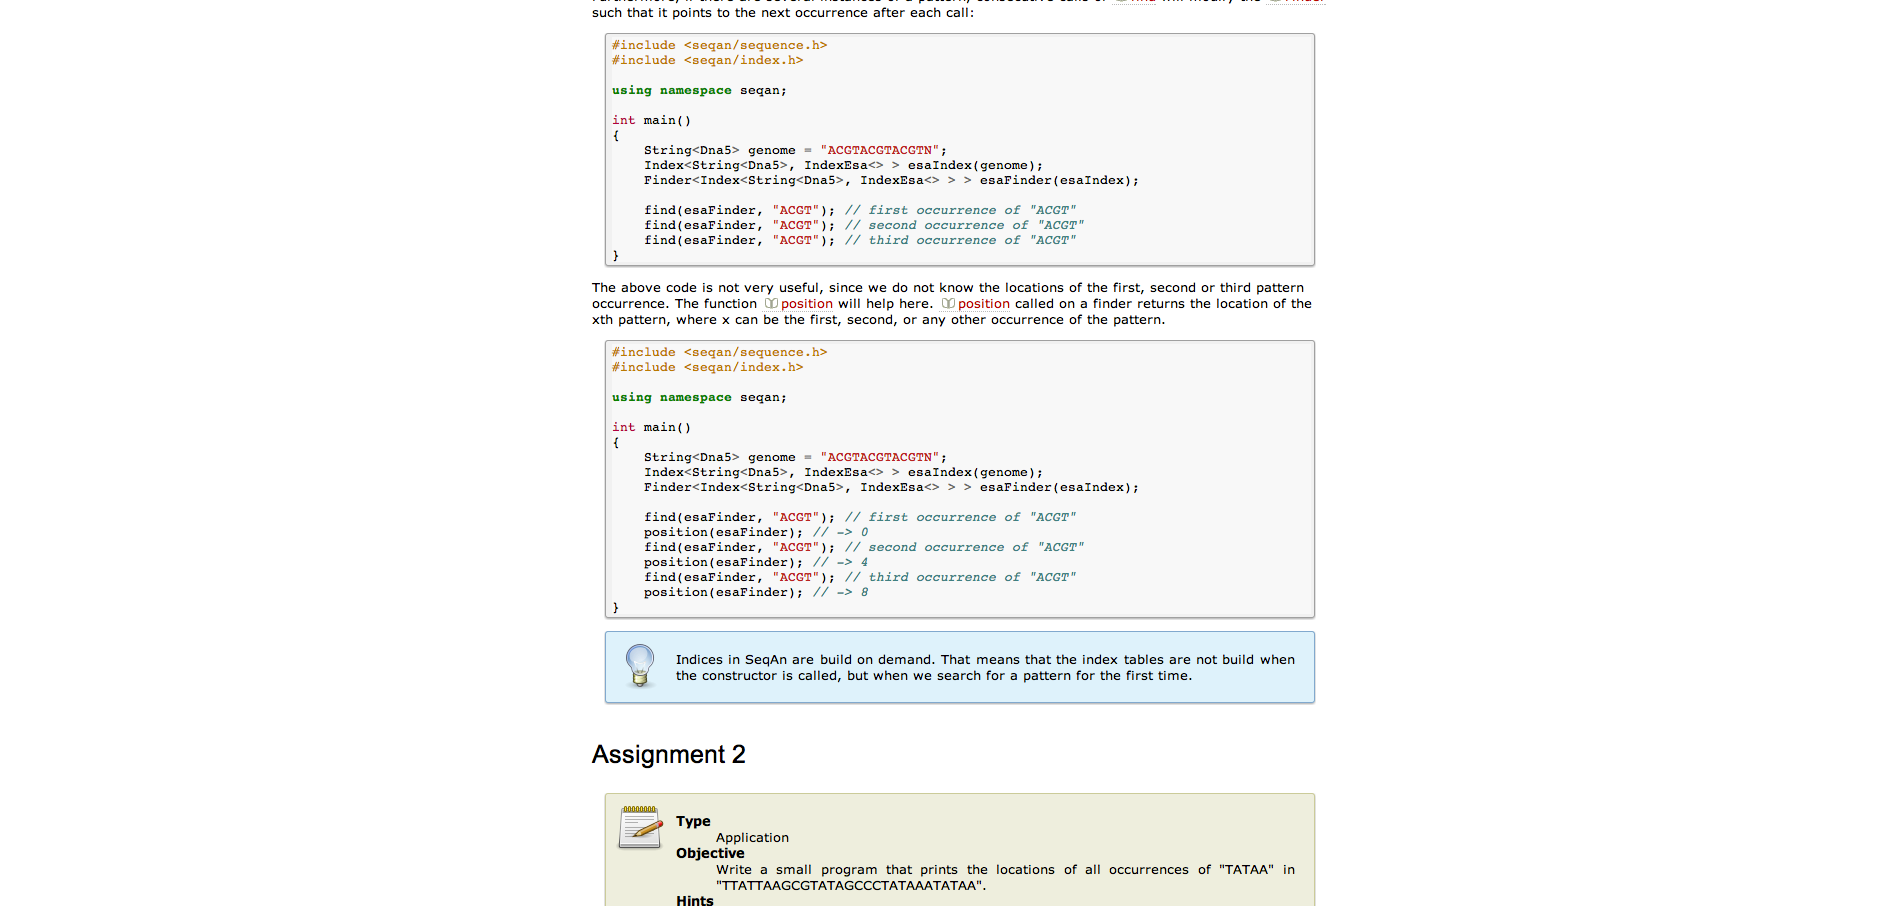 such that it points to the next occurrence after each call:
#include <seqan/sequence.h>
#include <seqan/index.h>
using namespace seqan;
int main()
{
    String<Dna5> genome = "ACGTACGTACGTN";
    Index<String<Dna5>, IndexEsa<> > esaIndex(genome);
    Finder<Index<String<Dna5>, IndexEsa<> > > esaFinder(esaIndex);
    find(esaFinder, "ACGT"); // first occurrence of "ACGT"
    find(esaFinder, "ACGT"); // second occurrence of "ACGT"
    find(esaFinder, "ACGT"); // third occurrence of "ACGT"
}
The above code is not very useful, since we do not know the locations of the first, second or third pattern
occurrence. The function position will help here. position called on a finder returns the location of the
xth pattern, where x can be the first, second, or any other occurrence of the pattern.
#include <seqan/sequence.h>
#include <seqan/index.h>
using namespace seqan;
int main()
{
    String<Dna5> genome = "ACGTACGTACGTN";
    Index<String<Dna5>, IndexEsa<> > esaIndex(genome);
    Finder<Index<String<Dna5>, IndexEsa<> > > esaFinder(esaIndex);
    find(esaFinder, "ACGT"); // first occurrence of "ACGT"
    position(esaFinder); // -> 0
    find(esaFinder, "ACGT"); // second occurrence of "ACGT"
    position(esaFinder); // -> 4
    find(esaFinder, "ACGT"); // third occurrence of "ACGT"
    position(esaFinder); // -> 8
}
Indices in SeqAn are build on demand. That means that the index tables are not build when
the constructor is called, but when we search for a pattern for the first time.
Assignment 2
Type
Application
Objective
Write a small program that prints the locations of all occurrences of "TATAA" in
"TTATTAAGCGTATAGCCCTATAAATATAA".
Hints